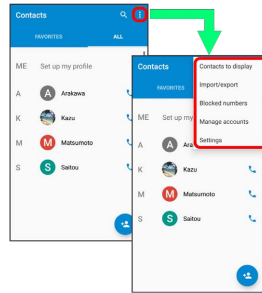 Contacts
FAVORITES ALL
ME Set up my profile
A A Arakawa
K Kazu
M M Matsumoto
S S Saitou
Contacts
FAVORITES
ME Set up my
A A Ara
K Kazu
M M Matsumoto
S S Saitou
Contacts to display
Import/export
Blocked numbers
Manage accounts
Settings